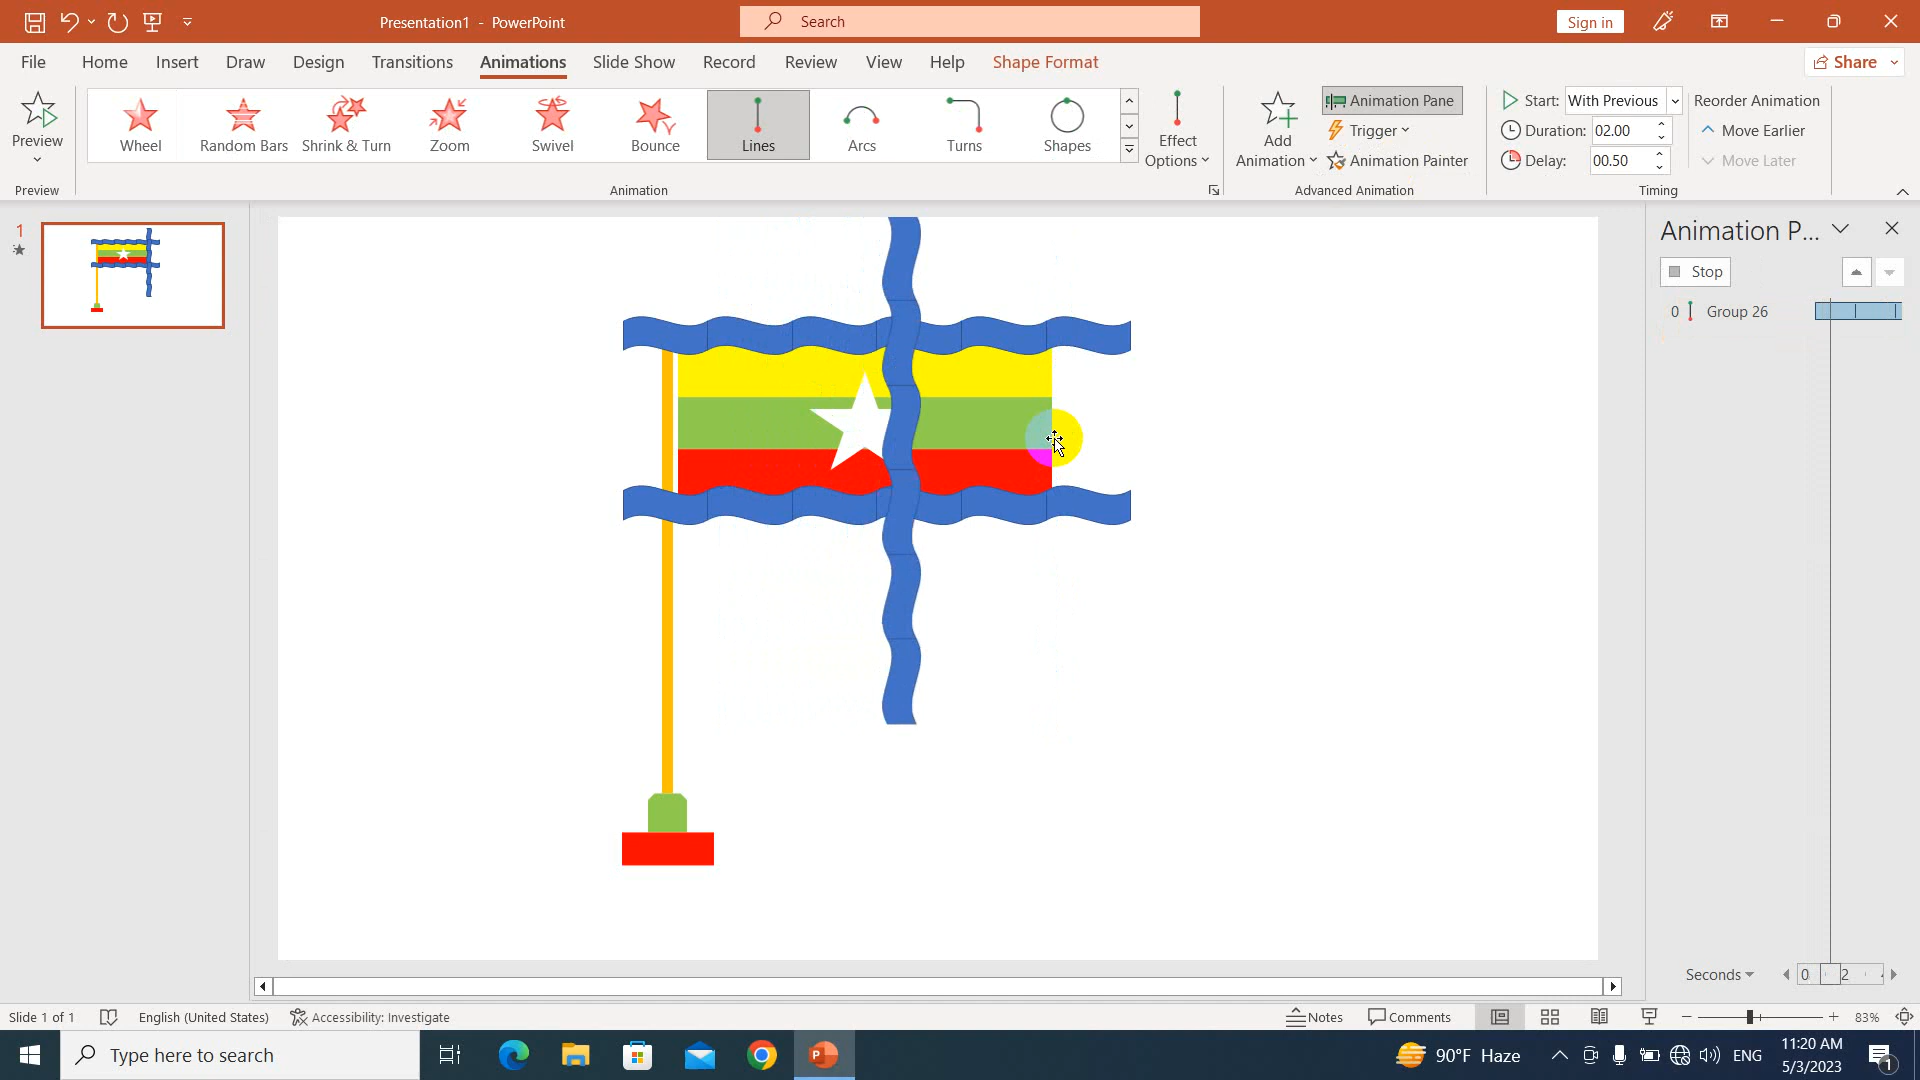 Presentation1 - PowerPoint
Search
Sign in
File Home Insert Draw Design Transitions Animations Slide Show Record Review View Help Shape Format
Share
Preview
Wheel Random Bars Shrink & Turn Zoom Swivel Bounce Lines Arcs Turns Shapes
Effect
Options
Add
Animation
Animation Pane
Trigger
Animation Painter
Start: With Previous
Duration: 02.00
Delay: 00.50
Reorder Animation
Move Earlier
Move Later
Preview
Animation
Advanced Animation
Timing
1
Animation P...
Stop
0 Group 26
Seconds 0 2
Slide 1 of 1
English (United States)
Accessibility: Investigate
Notes
Comments
83%
Type here to search
90°F Haze
ENG
11:20 AM
5/3/2023
1